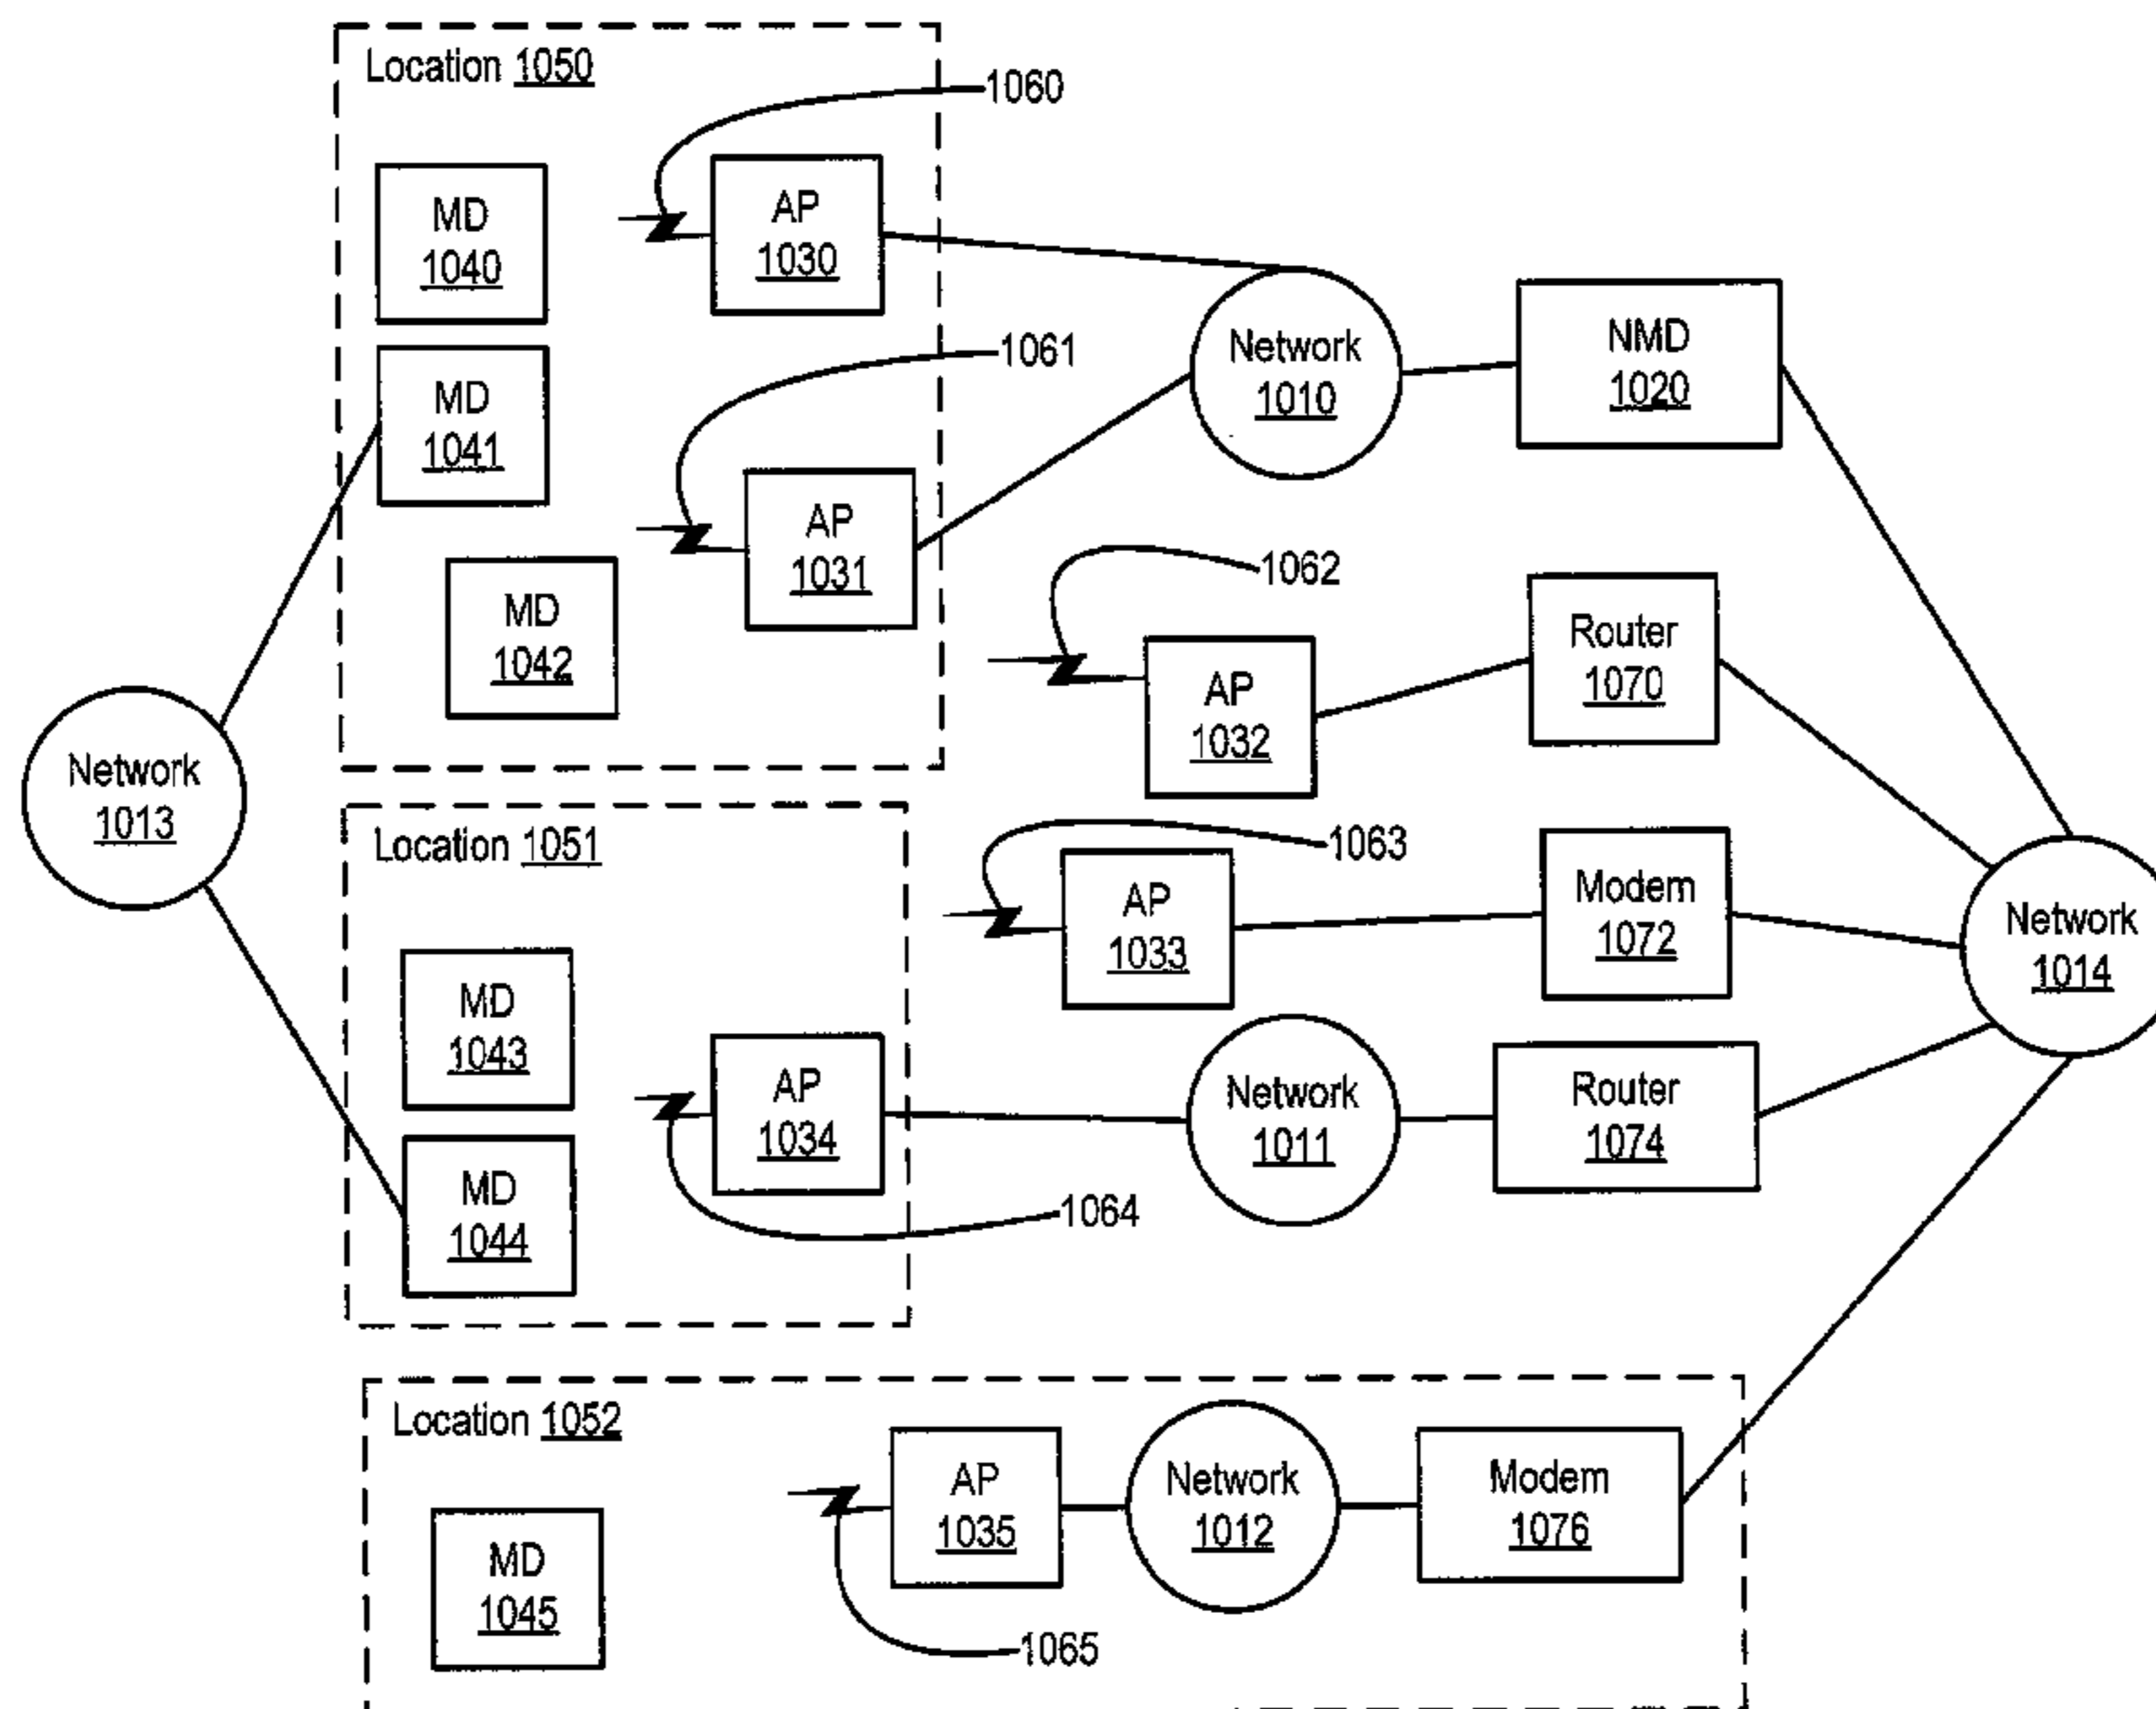 Location 1050
1060
MD
1040
AP
1030
MD
1041
1061
Network
1010
NMD
1020
AP
1031
MD
1042
1062
AP
1032
Router
1070
Network
1013
Location 1051
1063
AP
1033
Modem
1072
Network
1014
MD
1043
AP
1034
Network
1011
Router
1074
MD
1044
1064
Location 1052
AP
1035
Network
1012
Modem
1076
MD
1045
1065